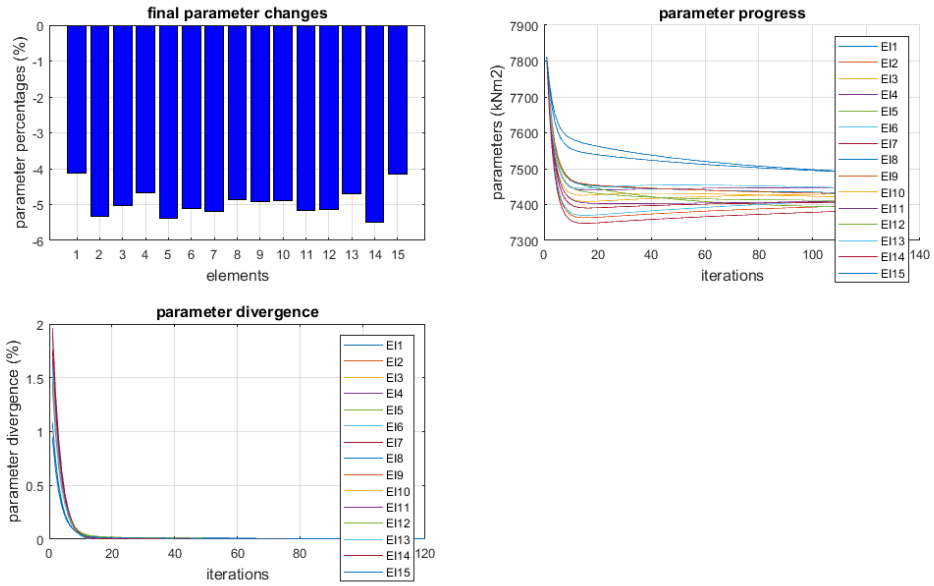 final parameter changes
parameter percentages (%)
0
-1
-2
-3
-4
-5
-6
1 2 3 4 5 6 7 8 9 10 11 12 13 14 15
elements
parameter progress
parameters (kNm2)
7900
7800
7700
7600
7500
7400
7300
0 20 40 60 80 100 140
iterations
EI1
EI2
EI3
EI4
EI5
EI6
EI7
EI8
EI9
EI10
EI11
EI12
EI13
EI14
EI15
parameter divergence
parameter divergence (%)
2
1.5
1
0.5
0
0 20 40 60 80 120
iterations
EI1
EI2
EI3
EI4
EI5
EI6
EI7
EI8
EI9
EI10
EI11
EI12
EI13
EI14
EI15